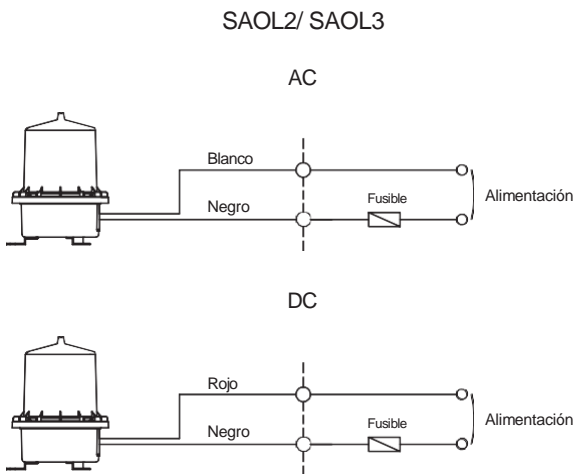 SAOL2/ SAOL3
AC
Blanco
Negro
Fusible
Alimentación
DC
Rojo
Negro
Fusible
Alimentación